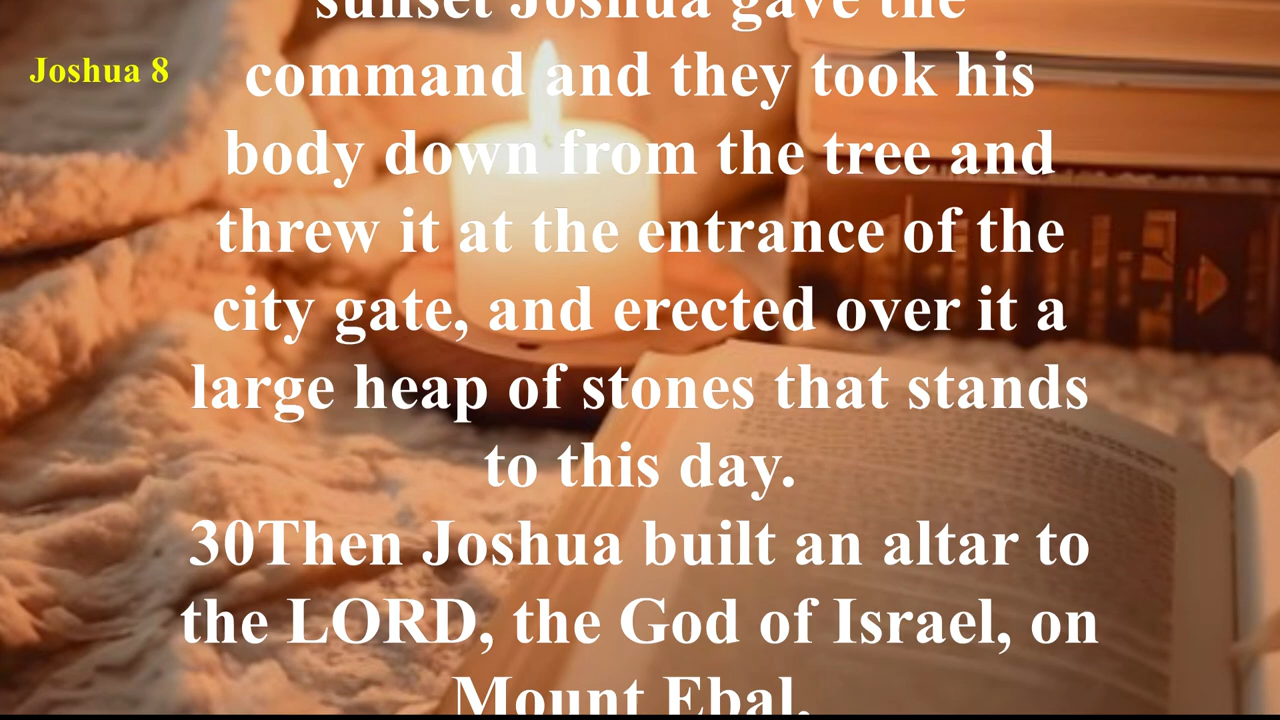 sunset Joshua gave the
Joshua 8
command and they took his
body down from the tree and
threw it at the entrance of the
city gate, and erected over it a
large heap of stones that stands
to this day.
30Then Joshua built an altar to
the LORD, the God of Israel, on
Mount Ebal,